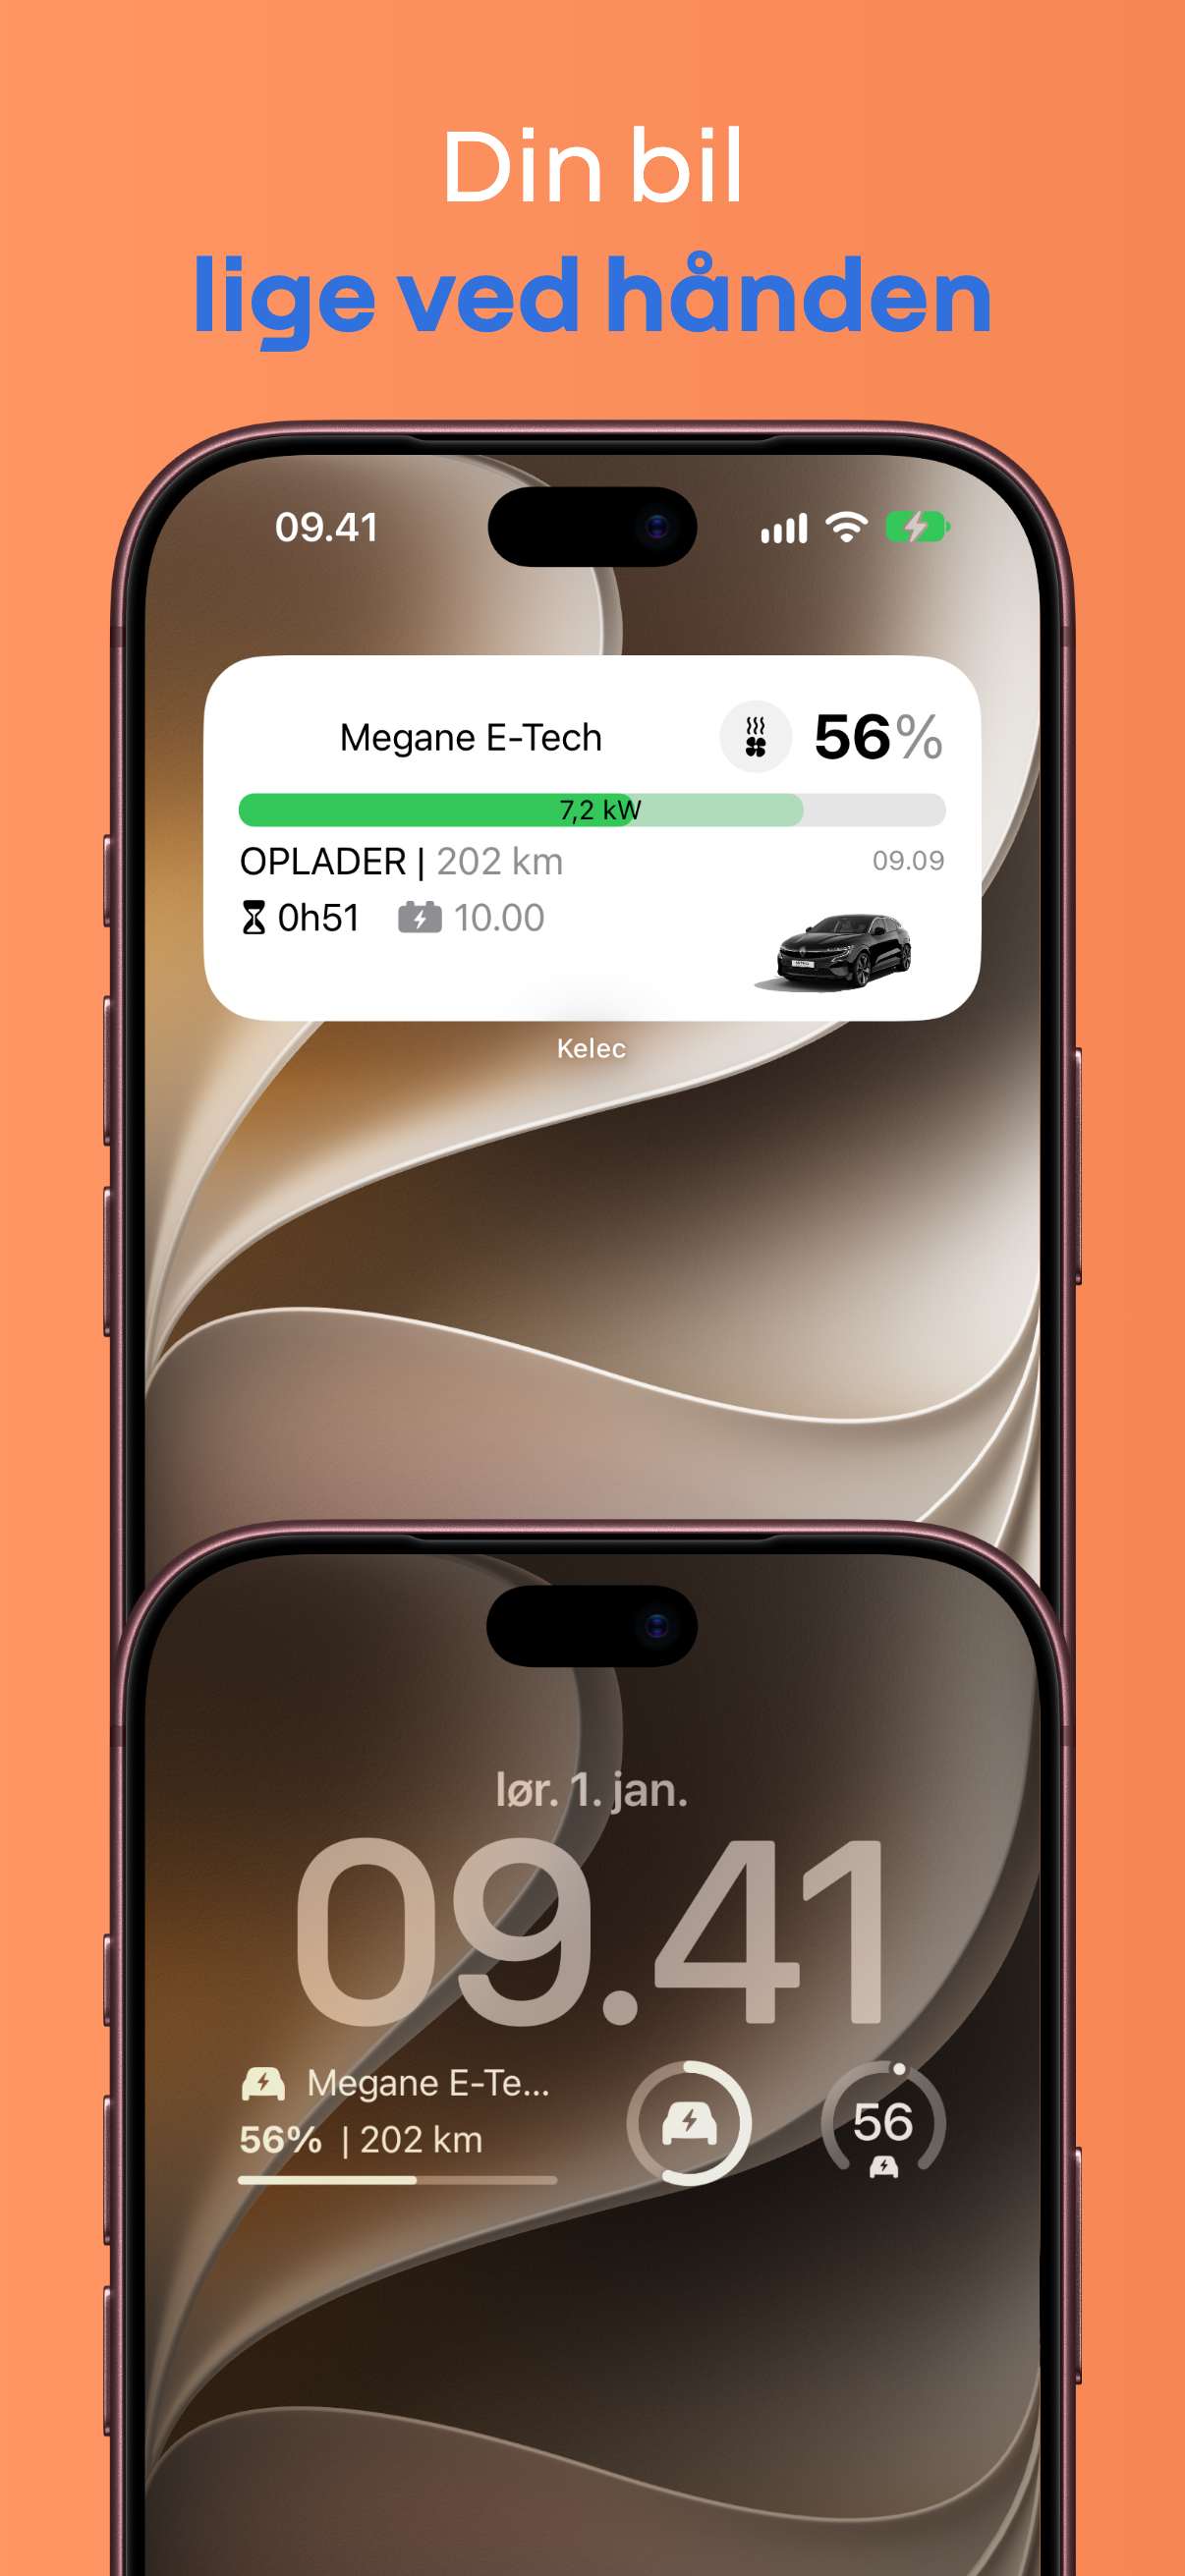 Din bil
lige ved hånden
09.41
Megane E-Tech
56%
7,2 kW
OPLADER | 202 km
09.09
0h51
10.00
Kelec
lør. 1. jan.
09.41
Megane E-Te...
56% | 202 km
56